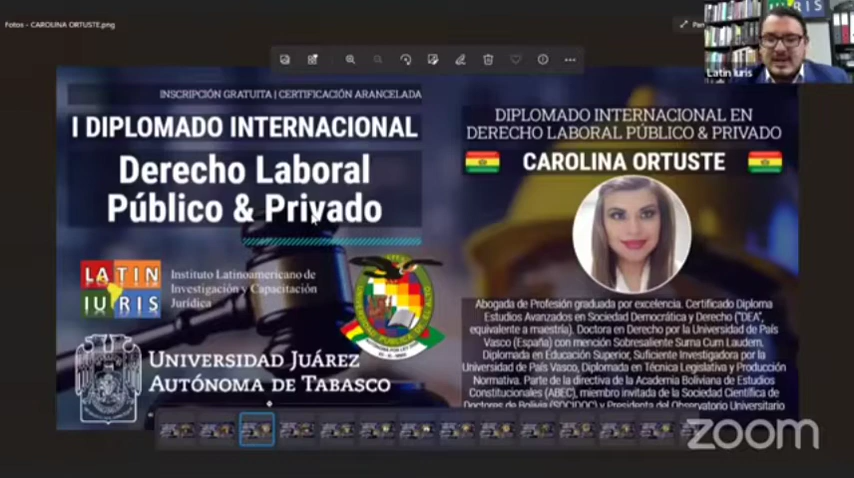 Fotos - CAROLINA ORTUSTE.png
Latin Iuris
INSCRIPCIÓN GRATUITA | CERTIFICACIÓN ARANCELADA
I DIPLOMADO INTERNACIONAL
Derecho Laboral
Público & Privado
LATIN
IURIS
Instituto Latinoamericano de
Investigación y Capacitación
Jurídica
UNIVERSIDAD JUÁREZ
AUTÓNOMA DE TABASCO
DIPLOMADO INTERNACIONAL EN
DERECHO LABORAL PÚBLICO & PRIVADO
CAROLINA ORTUSTE
Abogada de Profesión graduada por excelencia. Certificado Diploma
Estudios Avanzados en Sociedad Democrática y Derecho ("DEA",
equivalente a maestría). Doctora en Derecho por la Universidad de País
Vasco (España) con mención Sobresaliente Suma Cum Laudem.
Diplomada en Educación Superior, Suficiente Investigadora por la
Universidad de País Vasco, Diplomada en Técnica Legislativa y Producción
Normativa. Parte de la directiva de la Academia Boliviana de Estudios
Constitucionales (ABEC), miembro invitada de la Sociedad Científica de
Doctores de Bolivia (SOCIDOC) y Presidenta del Observatorio Universitario
zoom